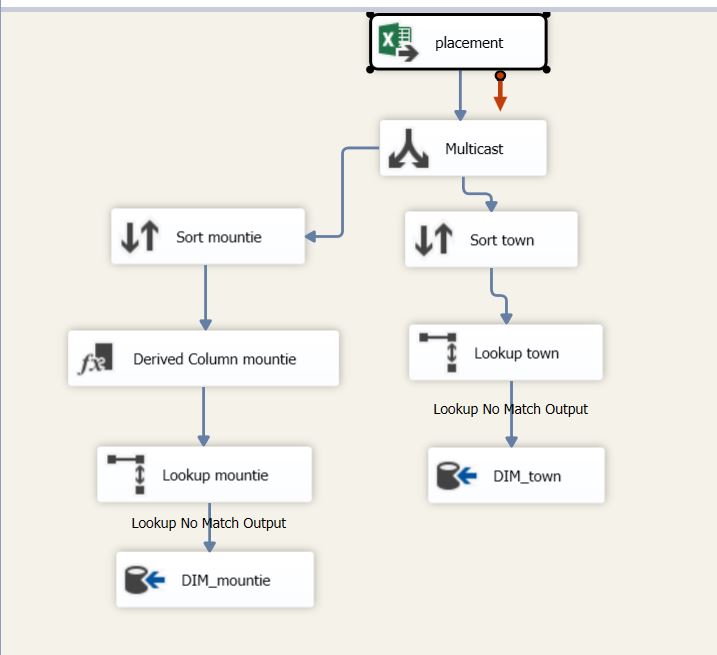 placement
Multicast
Sort mountie
Sort town
Derived Column mountie
Lookup town
Lookup No Match Output
Lookup mountie
DIM_town
Lookup No Match Output
DIM_mountie